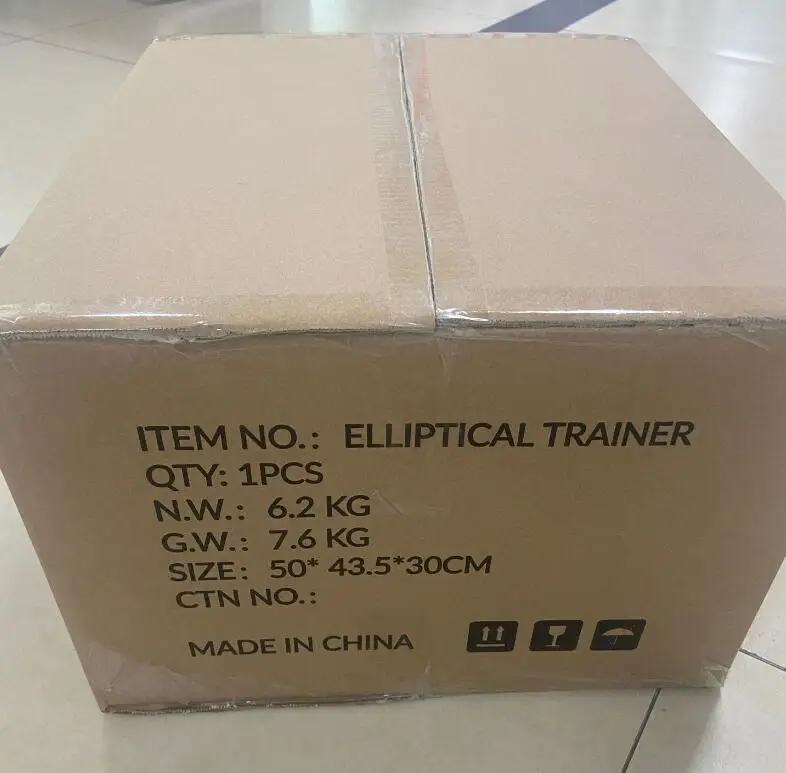 ITEM NO.: ELLIPTICAL TRAINER
QTY: 1PCS
N.W.: 6.2 KG
G.W.: 7.6 KG
SIZE: 50* 43.5*30CM
CTN NO.:
MADE IN CHINA